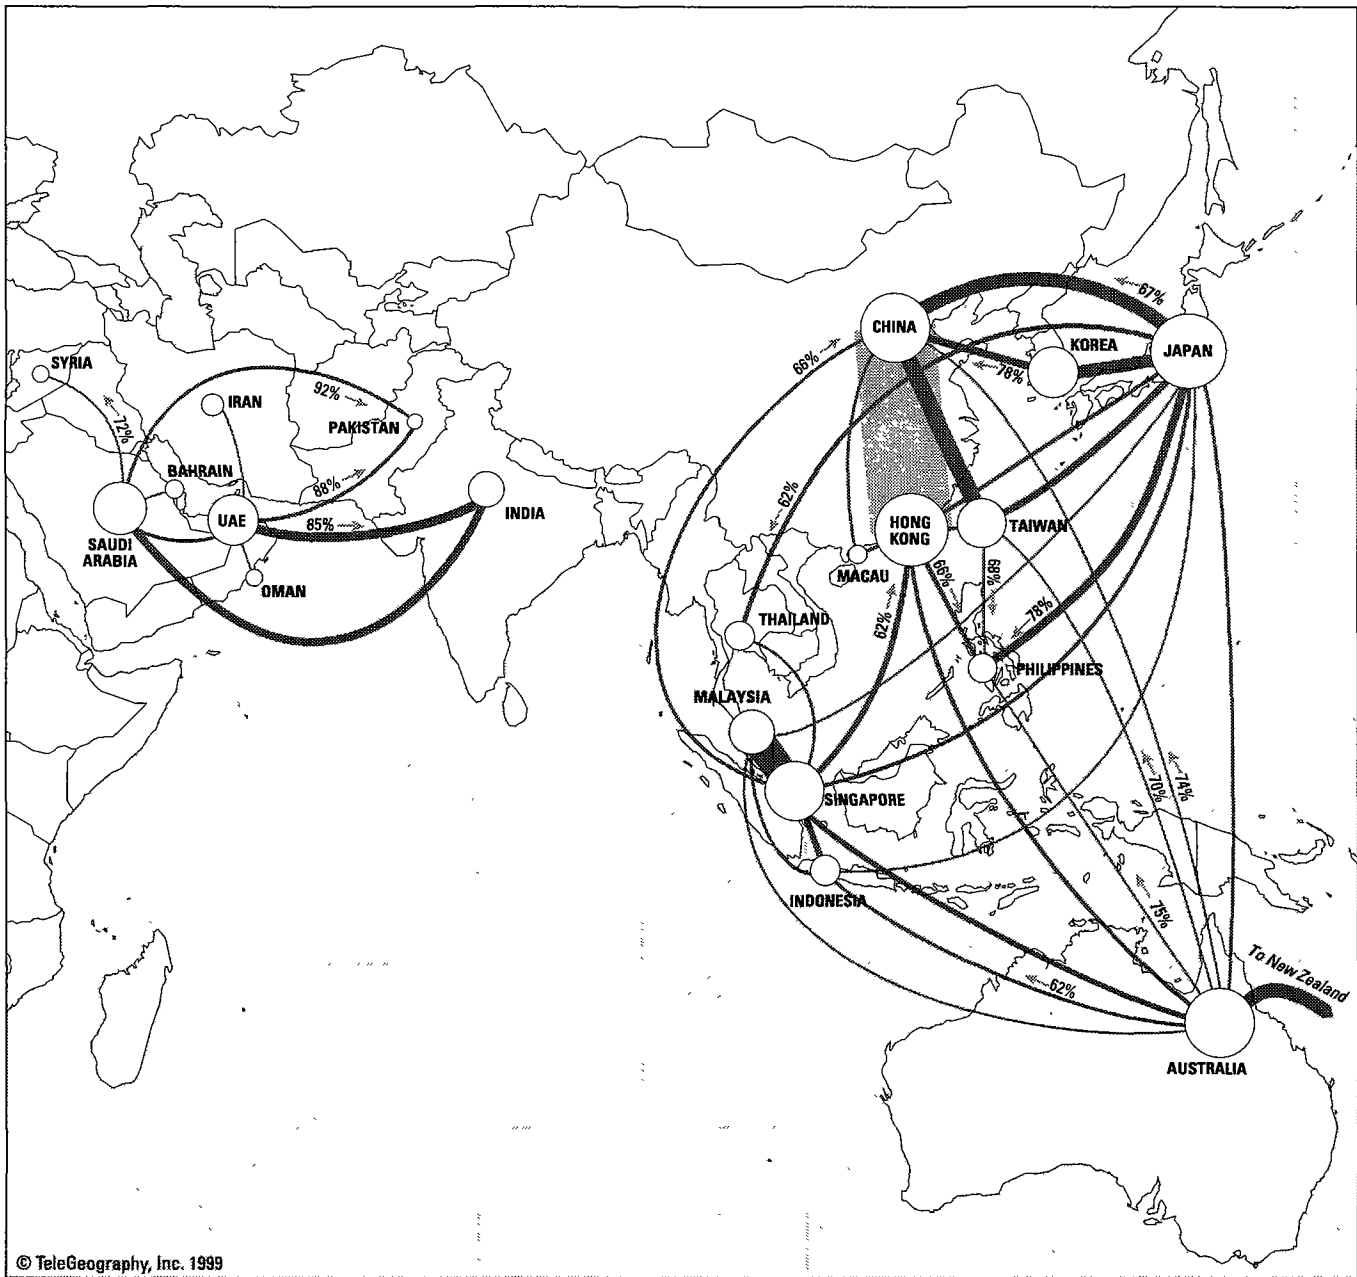 67%
CHINA
KOREA
JAPAN
66%
SYRIA
78%
92%
IRAN
72%
PAKISTAN
BAHRAIN
88%
62%
UAE
85%
INDIA
HONG
KONG
TAIWAN
SAUDI
ARABIA
OMAN
MACAU
66%
68%
THAILAND
62%
78%
PHILIPPINES
MALAYSIA
SINGAPORE
70%
74%
INDONESIA
75%
To New Zealand
62%
AUSTRALIA
© TeleGeography, Inc. 1999